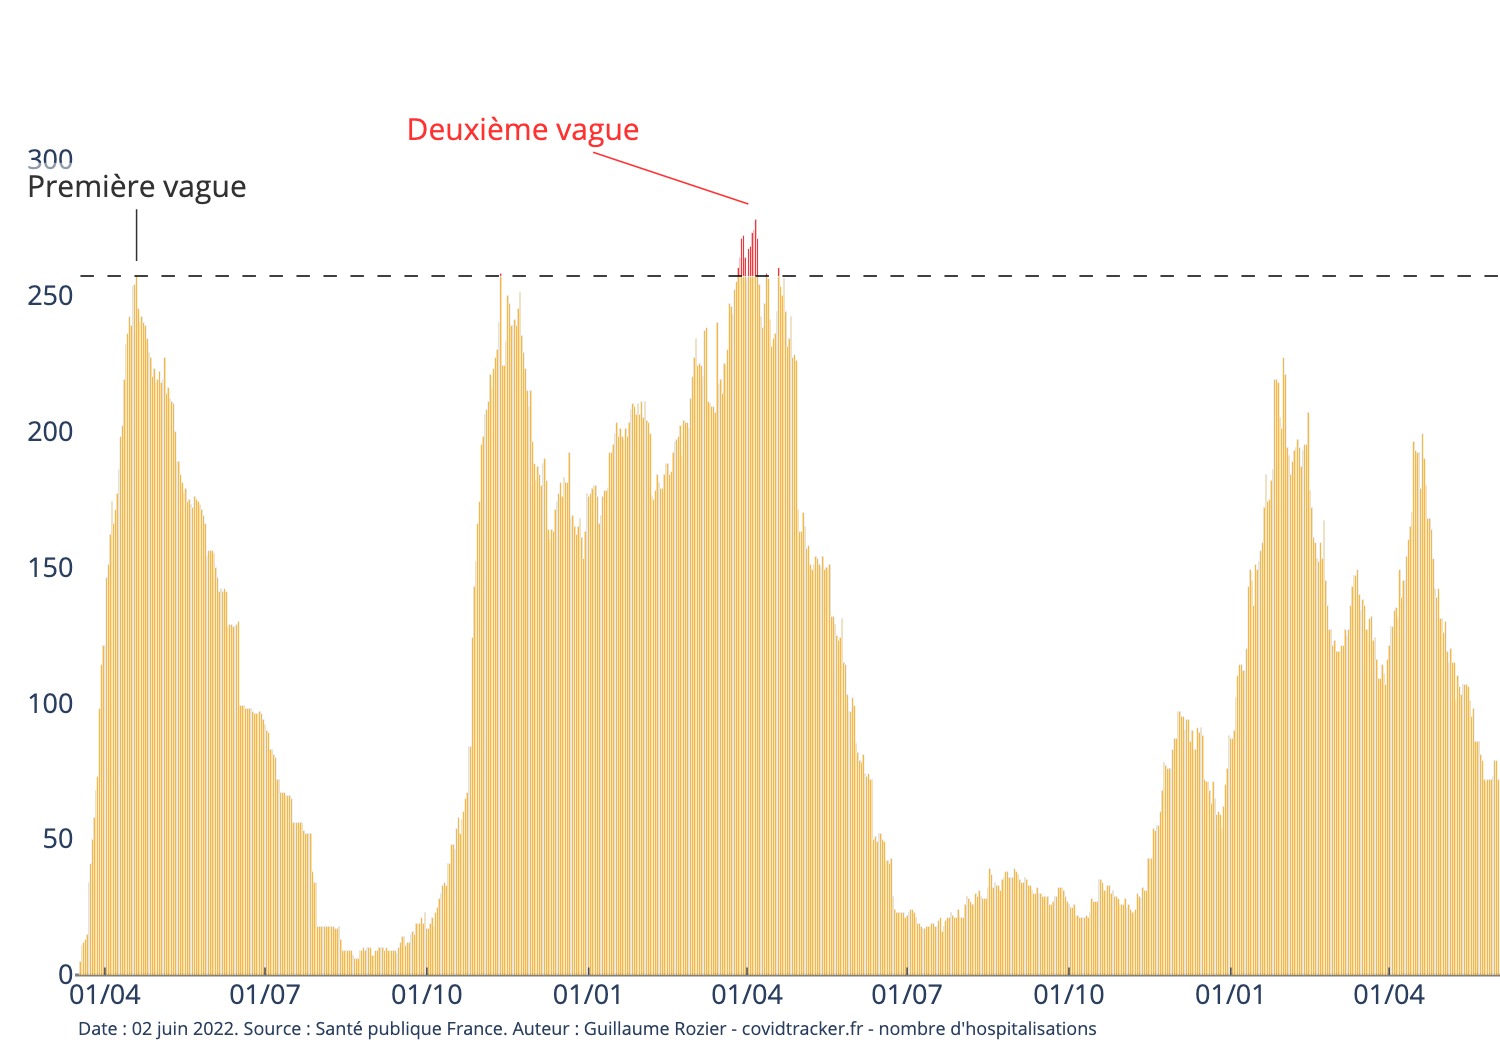 Deuxième vague
300
Première vague
250
200
150
100
50
0
01/04 01/07 01/10 01/01 01/04 01/07 01/10 01/01 01/04
Date : 02 juin 2022. Source : Santé publique France. Auteur : Guillaume Rozier - covidtracker.fr - nombre d'hospitalisations